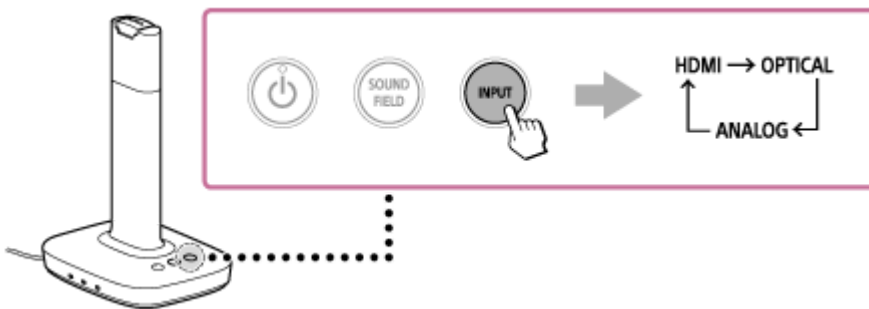 SOUND
FIELD
INPUT
HDMI → OPTICAL
ANALOG